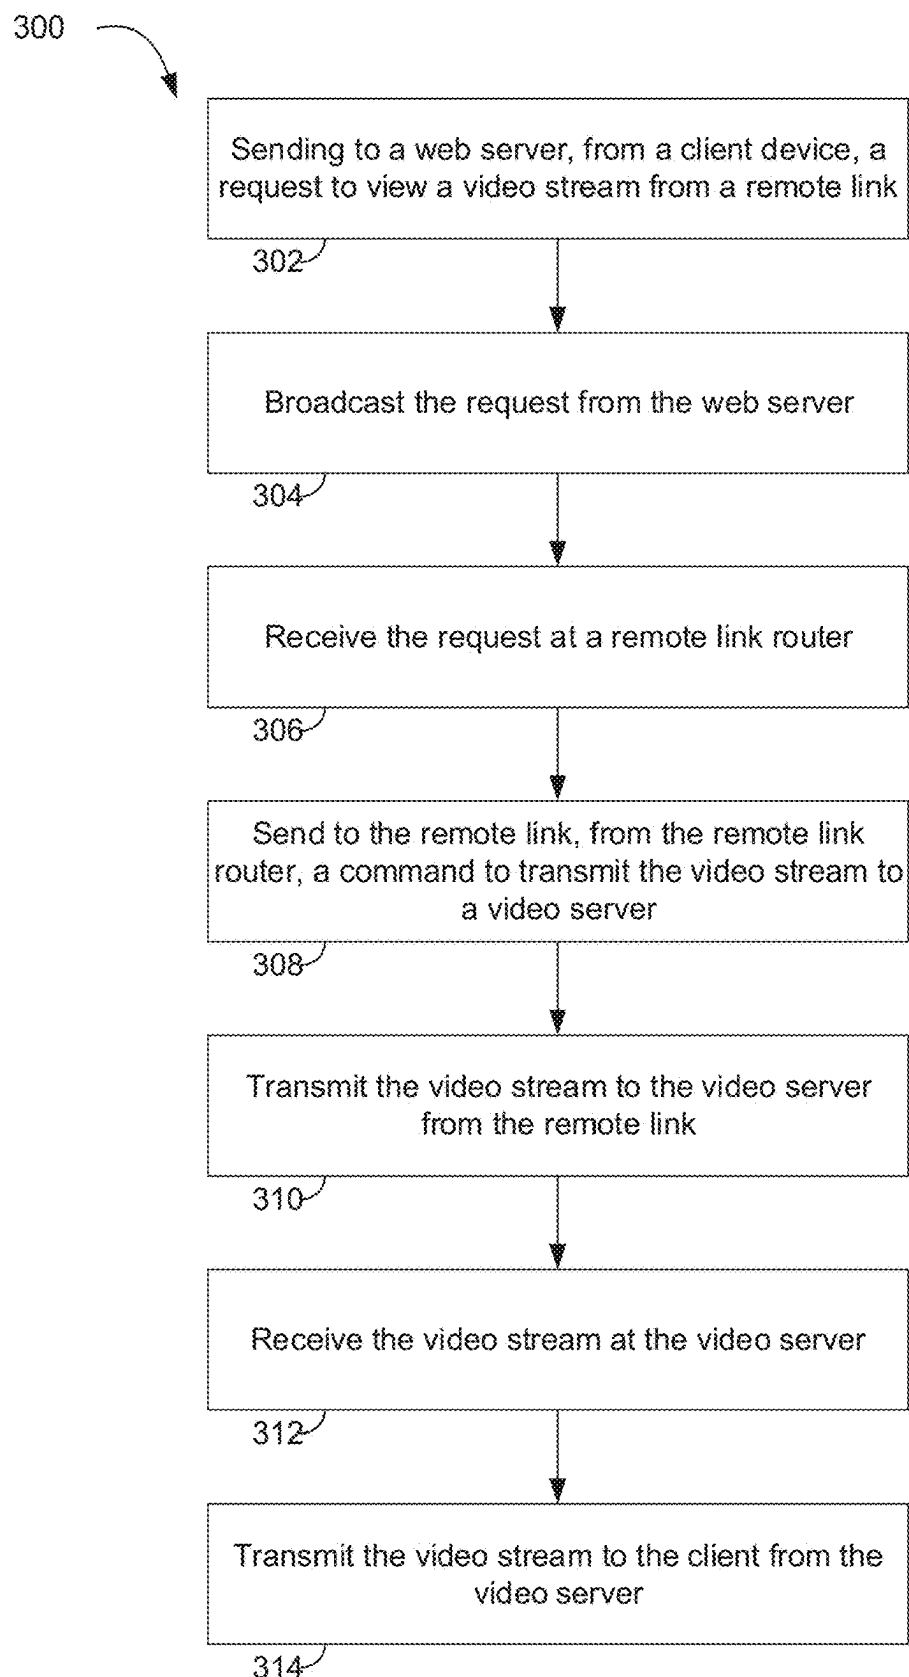 300
Sending to a web server, from a client device, a
request to view a video stream from a remote link
302
Broadcast the request from the web server
304
Receive the request at a remote link router
306
Send to the remote link, from the remote link
router, a command to transmit the video stream to
a video server
308
Transmit the video stream to the video server
from the remote link
310
Receive the video stream at the video server
312
Transmit the video stream to the client from the
video server
314